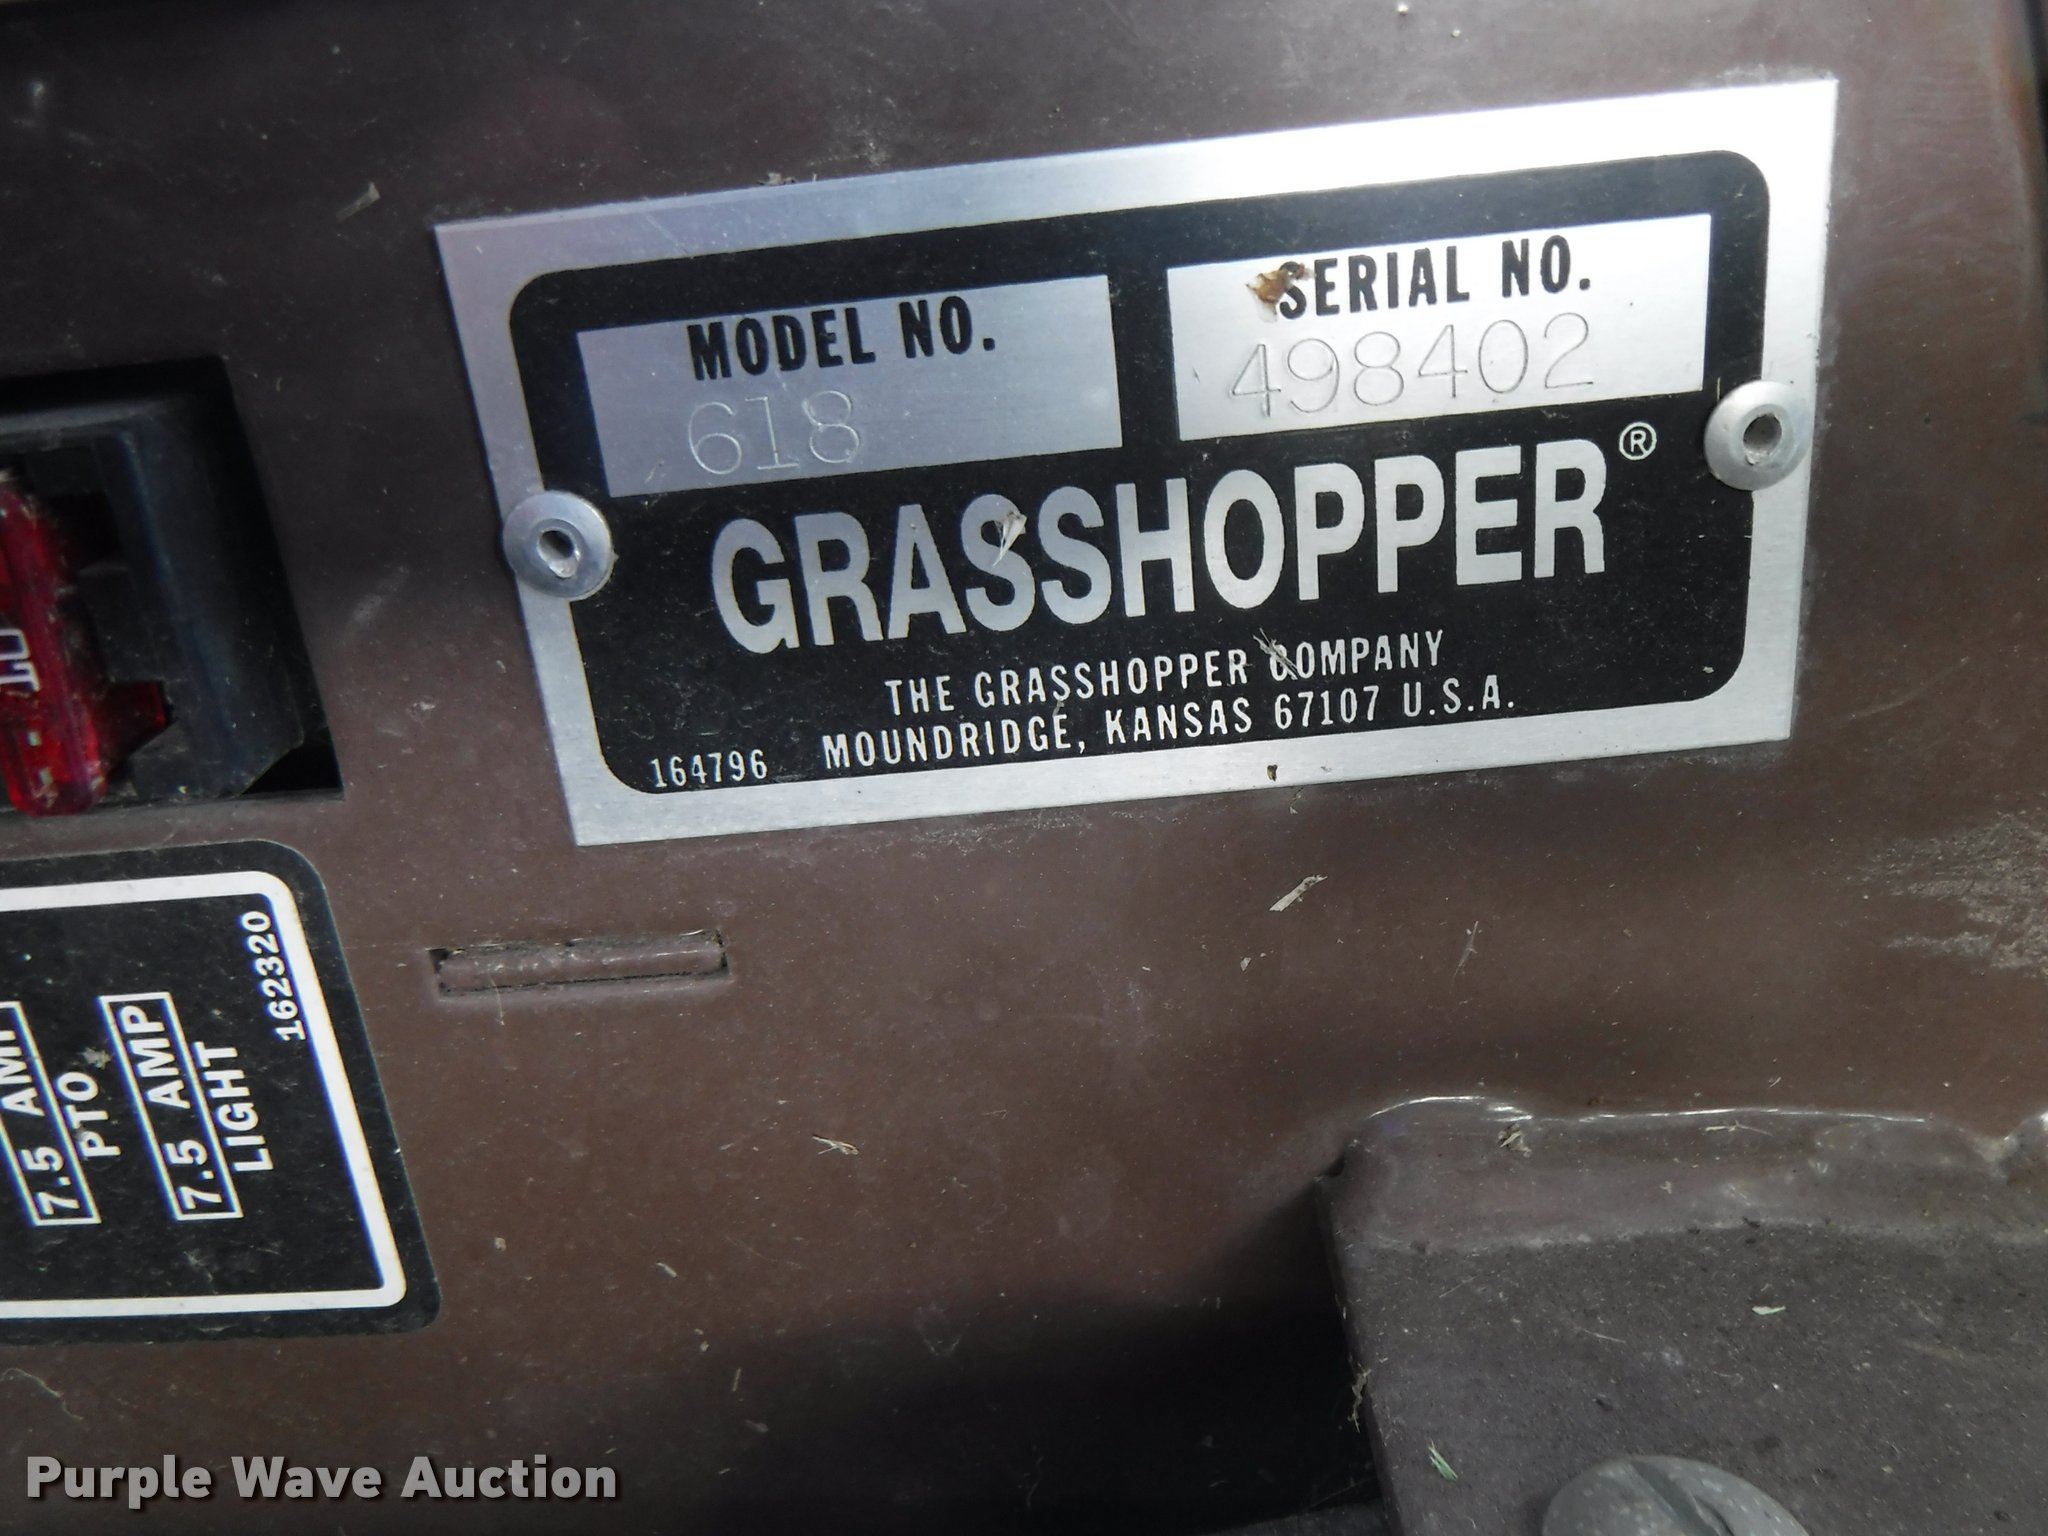 MODEL NO.
618
SERIAL NO.
498402
GRASSHOPPER®
THE GRASSHOPPER COMPANY
MOUNDRIDGE, KANSAS 67107 U.S.A.
164796
10
7.5 AMP
PTO
7.5 AMP
LIGHT
162320
Purple Wave Auction